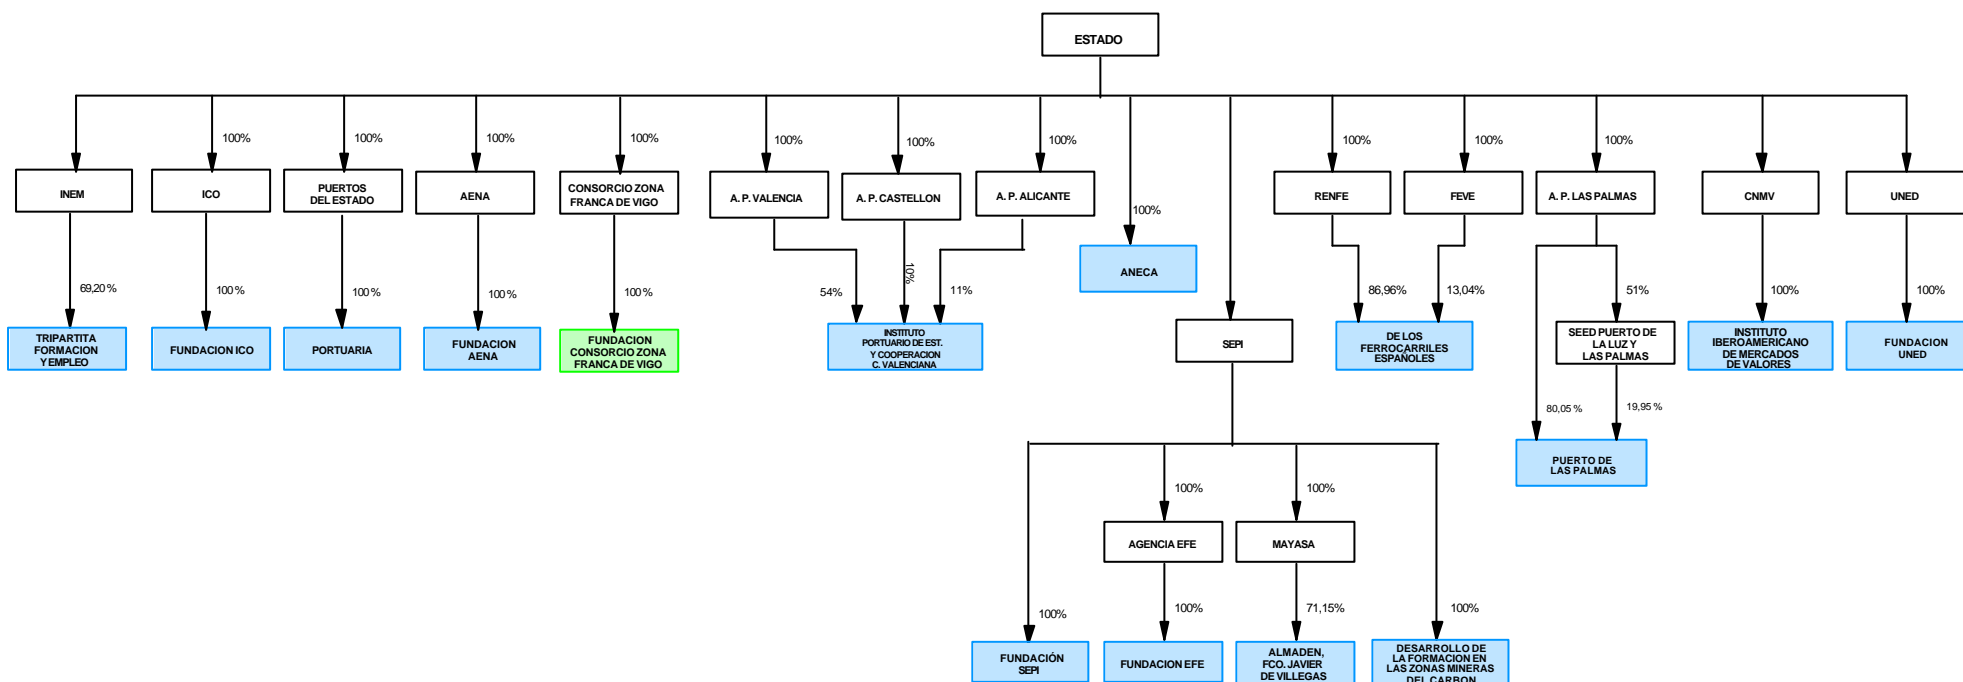 ESTADO
100%
100%
100%
100%
100%
100%
100%
100%
100%
100%
INEM
ICO
PUERTOS
DEL ESTADO
AENA
CONSORCIO ZONA
FRANCA DE VIGO
A. P. VALENCIA
A. P. CASTELLON
A. P. ALICANTE
RENFE
FEVE
A. P. LAS PALMAS
CNMV
UNED
100%
ANECA
69,20 %
100 %
100 %
100 %
100 %
54%
10%
11%
86,96%
13,04%
51%
100%
100%
TRIPARTITA
FORMACION
Y EMPLEO
FUNDACION ICO
PORTUARIA
FUNDACION
AENA
FUNDACION
CONSORCIO ZONA
FRANCA DE VIGO
INSTITUTO
PORTUARIO DE EST.
Y COOPERACION
C. VALENCIANA
SEPI
DE LOS
FERROCARRILES
ESPAÑOLES
SEED PUERTO DE
LA LUZ Y
LAS PALMAS
INSTITUTO
IBEROAMERICANO
DE MERCADOS
DE VALORES
FUNDACION
UNED
80,05 %
19,95 %
PUERTO DE
LAS PALMAS
100%
100%
AGENCIA EFE
MAYASA
100%
100%
71,15%
100%
FUNDACIÓN
SEPI
FUNDACION EFE
ALMADEN,
FCO. JAVIER
DE VILLEGAS
DESARROLLO DE
LA FORMACION EN
LAS ZONAS MINERAS
DEL CARBON